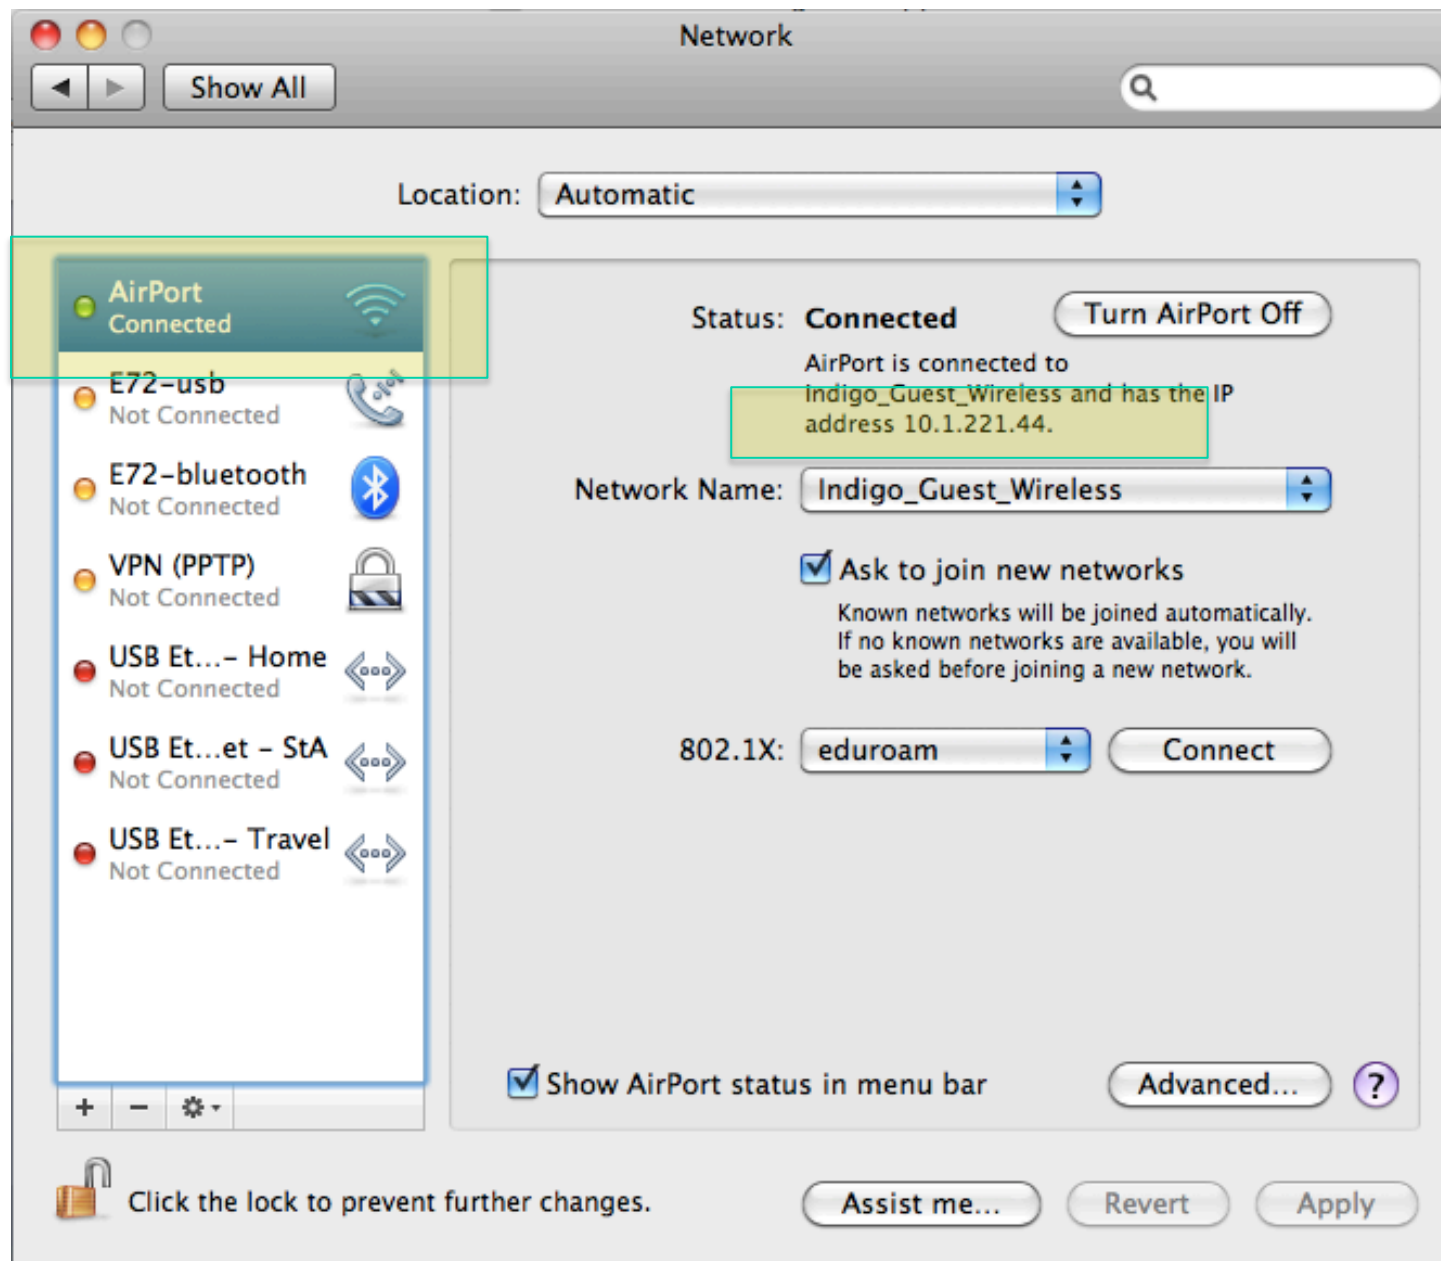 Network
Show All
Location: Automatic
AirPort
Connected
E72-usb
Not Connected
E72-bluetooth
Not Connected
VPN (PPTP)
Not Connected
USB Et...- Home
Not Connected
USB Et...et - StA
Not Connected
USB Et...- Travel
Not Connected
Status: Connected
Turn AirPort Off
AirPort is connected to
Indigo_Guest_Wireless and has the IP
address 10.1.221.44.
Network Name: Indigo_Guest_Wireless
Ask to join new networks
Known networks will be joined automatically.
If no known networks are available, you will
be asked before joining a new network.
802.1X: eduroam Connect
Show AirPort status in menu bar Advanced... ?
Click the lock to prevent further changes.
Assist me... Revert Apply